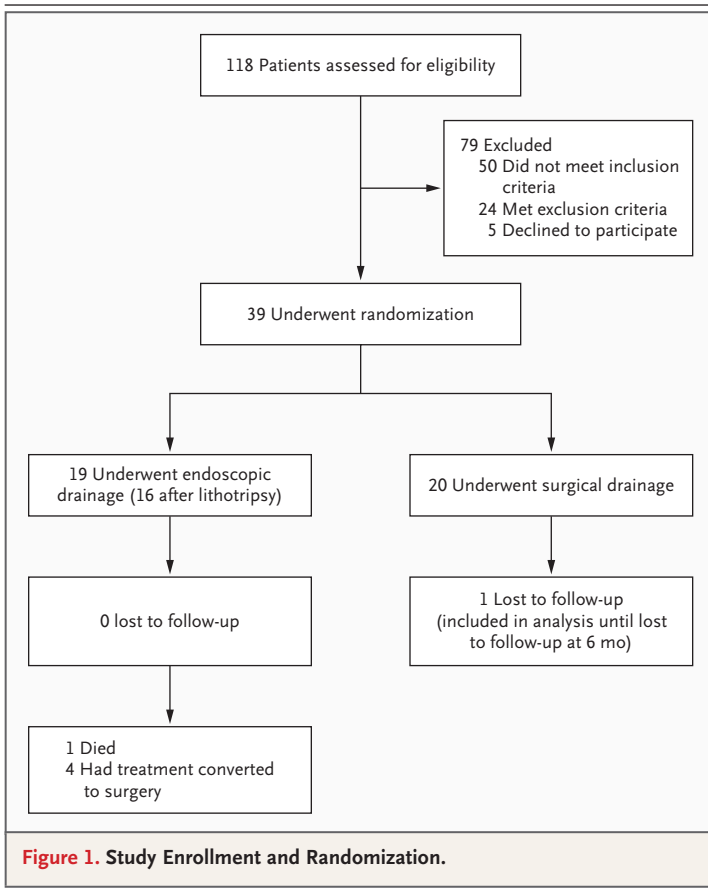 118 Patients assessed for eligibility
79 Excluded
50 Did not meet inclusion
criteria
24 Met exclusion criteria
5 Declined to participate
39 Underwent randomization
19 Underwent endoscopic
drainage (16 after lithotripsy)
20 Underwent surgical drainage
0 lost to follow-up
1 Lost to follow-up
(included in analysis until lost
to follow-up at 6 mo)
1 Died
4 Had treatment converted
to surgery
Figure 1. Study Enrollment and Randomization.